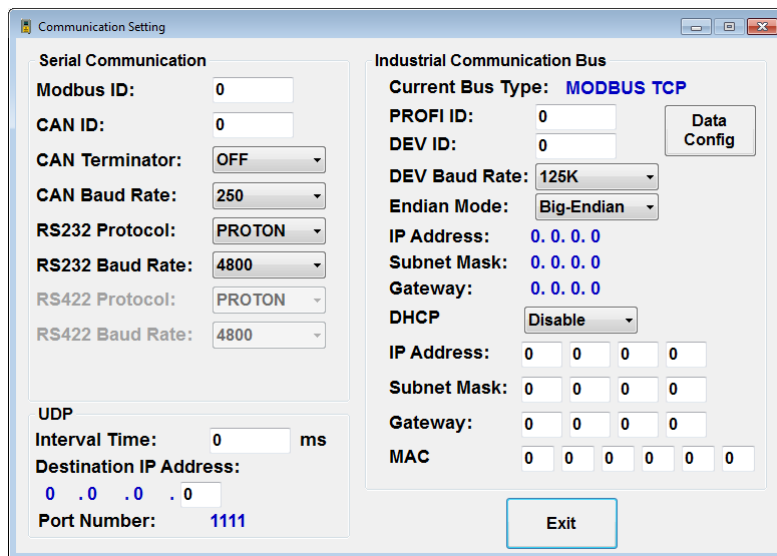 Communication Setting
Serial Communication
Modbus ID: 0
CAN ID: 0
CAN Terminator: OFF
CAN Baud Rate: 250
RS232 Protocol: PROTON
RS232 Baud Rate: 4800
RS422 Protocol: PROTON
RS422 Baud Rate: 4800
UDP
Interval Time: 0 ms
Destination IP Address:
0 . 0 . 0 . 0
Port Number: 1111
Industrial Communication Bus
Current Bus Type: MODBUS TCP
PROFI ID: 0
DEV ID: 0
Data
Config
DEV Baud Rate: 125K
Endian Mode: Big-Endian
IP Address: 0. 0. 0. 0
Subnet Mask: 0. 0. 0. 0
Gateway: 0. 0. 0. 0
DHCP Disable
IP Address: 0 0 0 0
Subnet Mask: 0 0 0 0
Gateway: 0 0 0 0
MAC 0 0 0 0 0 0
Exit